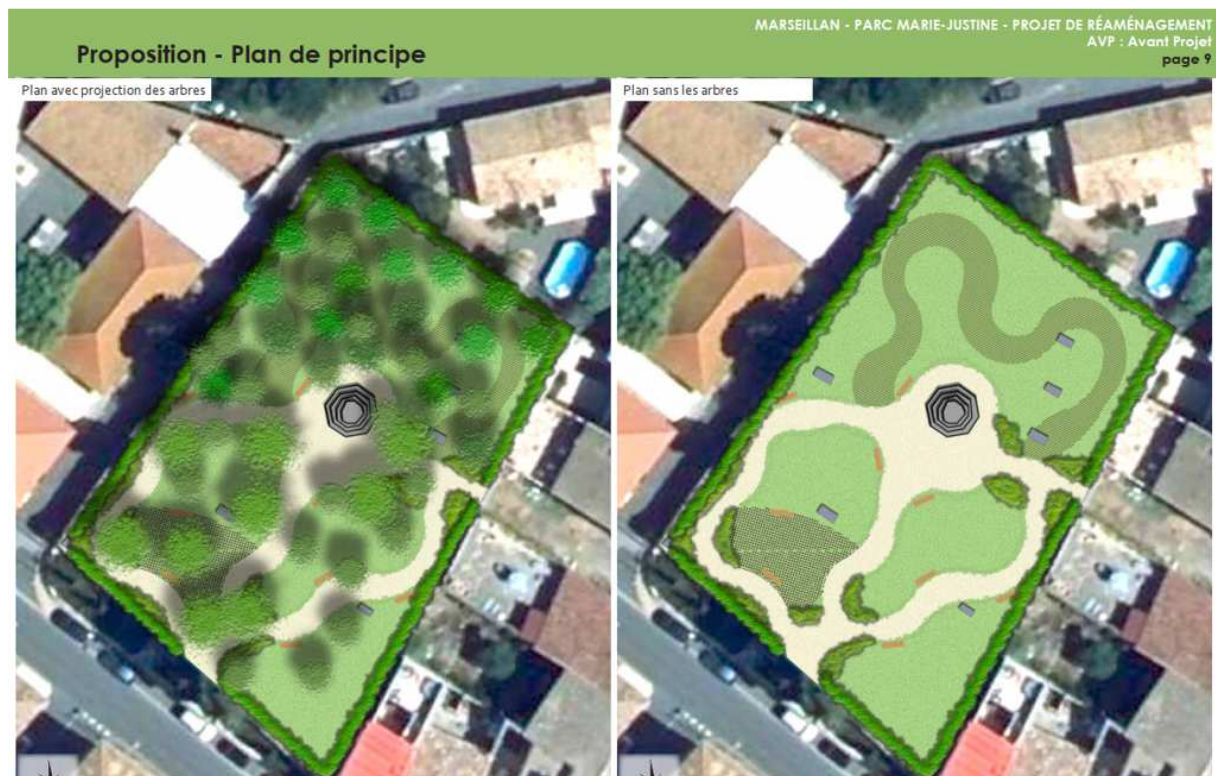 MARSEILLAN - PARC MARIE-JUSTINE - PROJET DE RÉAMÉNAGEMENT
AVP : Avant Projet
page 9
Proposition - Plan de principe
Plan avec projection des arbres
Plan sans les arbres